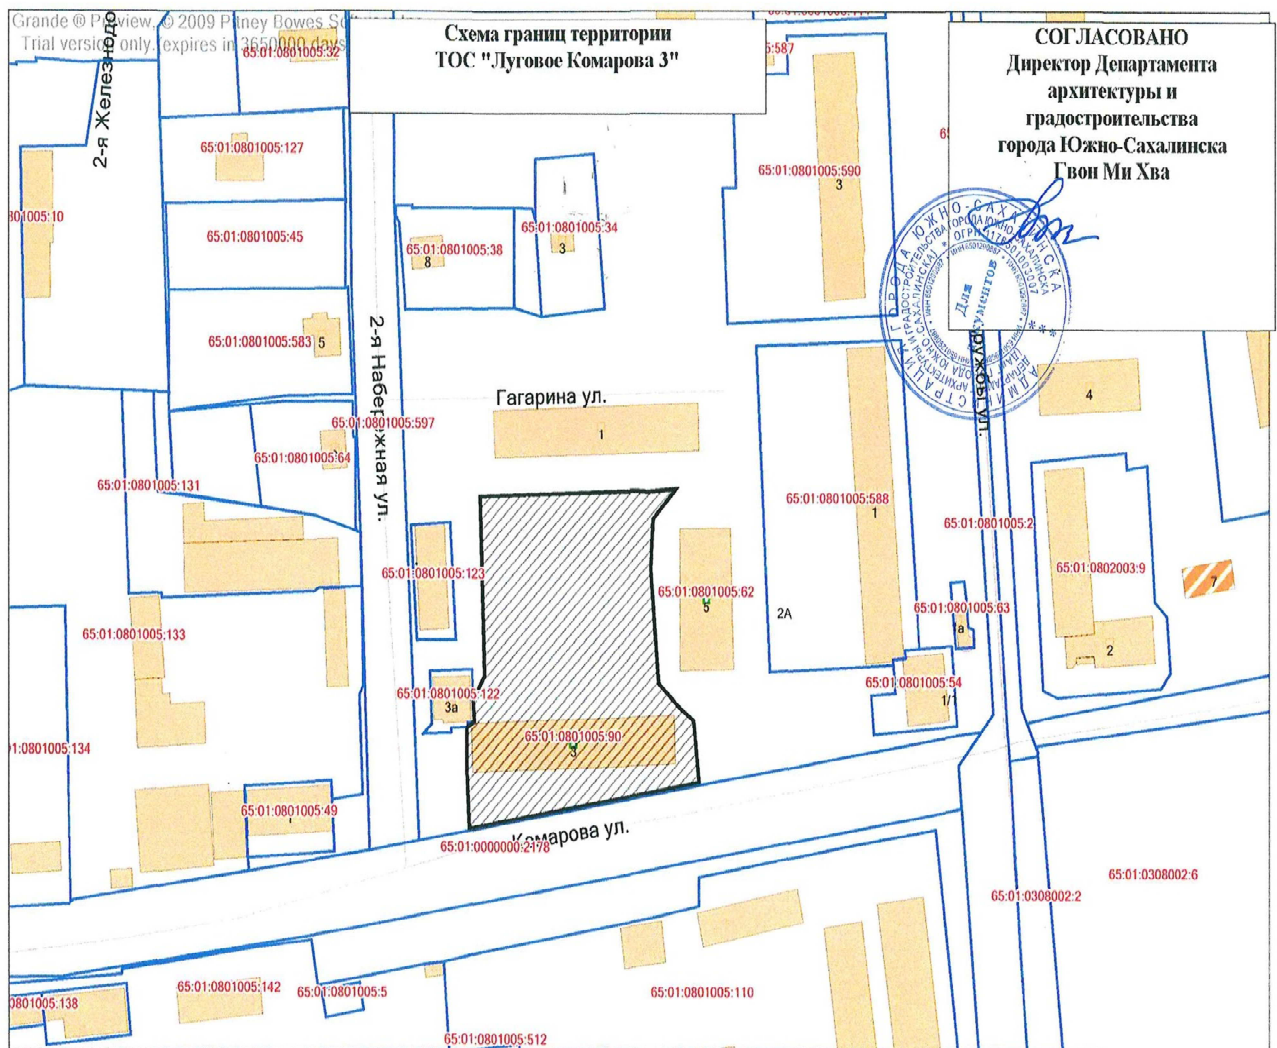 Grande ® Preview, © 2009 Pitney Bowes Software Inc.
Trial version only. (expires in 3650000 days
Схема границ территории
ТОС "Луговое Комарова 3"
СОГЛАСОВАНО
Директор Департамента
архитектуры и
градостроительства
города Южно-Сахалинска
Гвон Ми Хва
Для
документов
2-я Железнодо
65:01:0801005:32
5:587
65:01:0801005:127
65:01:0801005:590
3
801005:10
65:01:0801005:45
65:01:0801005:38
8
65:01:0801005:34
3
65:01:0801005:583
5
2-я Набережная ул.
Гагарина ул.
1
Дружбы ул.
4
65:01:0801005:597
65:01:0801005:64
65:01:0801005:131
65:01:0801005:588
1
65:01:0801005:2
65:01:0802003:9
7
65:01:0801005:123
65:01:0801005:62
5
2А
65:01:0801005:63
1а
65:01:0801005:133
2
65:01:0801005:122
3а
65:01:0801005:54
1/1
65:01:0801005:90
3
01:0801005:134
65:01:0801005:49
1
Комарова ул.
65:01:0000000:2178
65:01:0308002:6
65:01:0308002:2
65:01:0801005:142
65:01:0801005:5
65:01:0801005:110
0801005:138
65:01:0801005:512